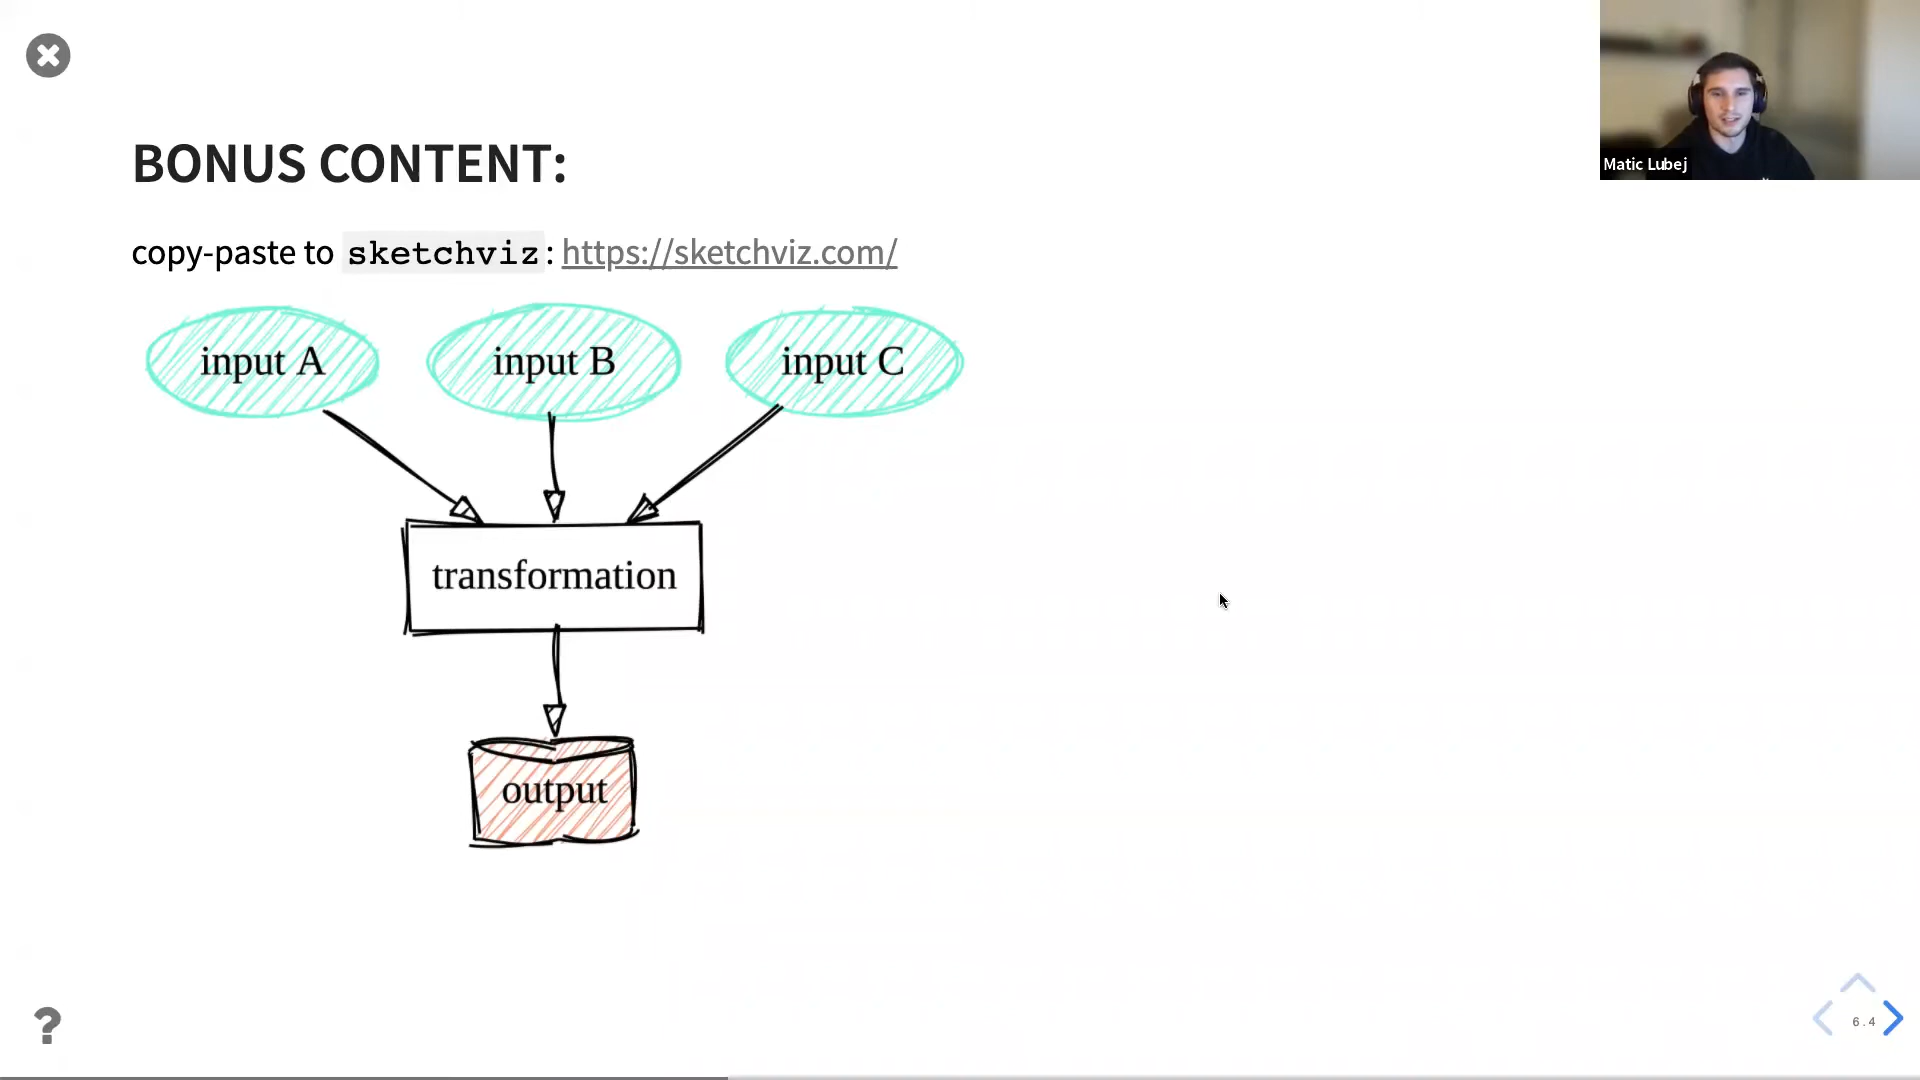 BONUS CONTENT:
Matic Lubej
copy-paste to sketchviz: https://sketchviz.com/
input A
input B
input C
transformation
output
?
6.4